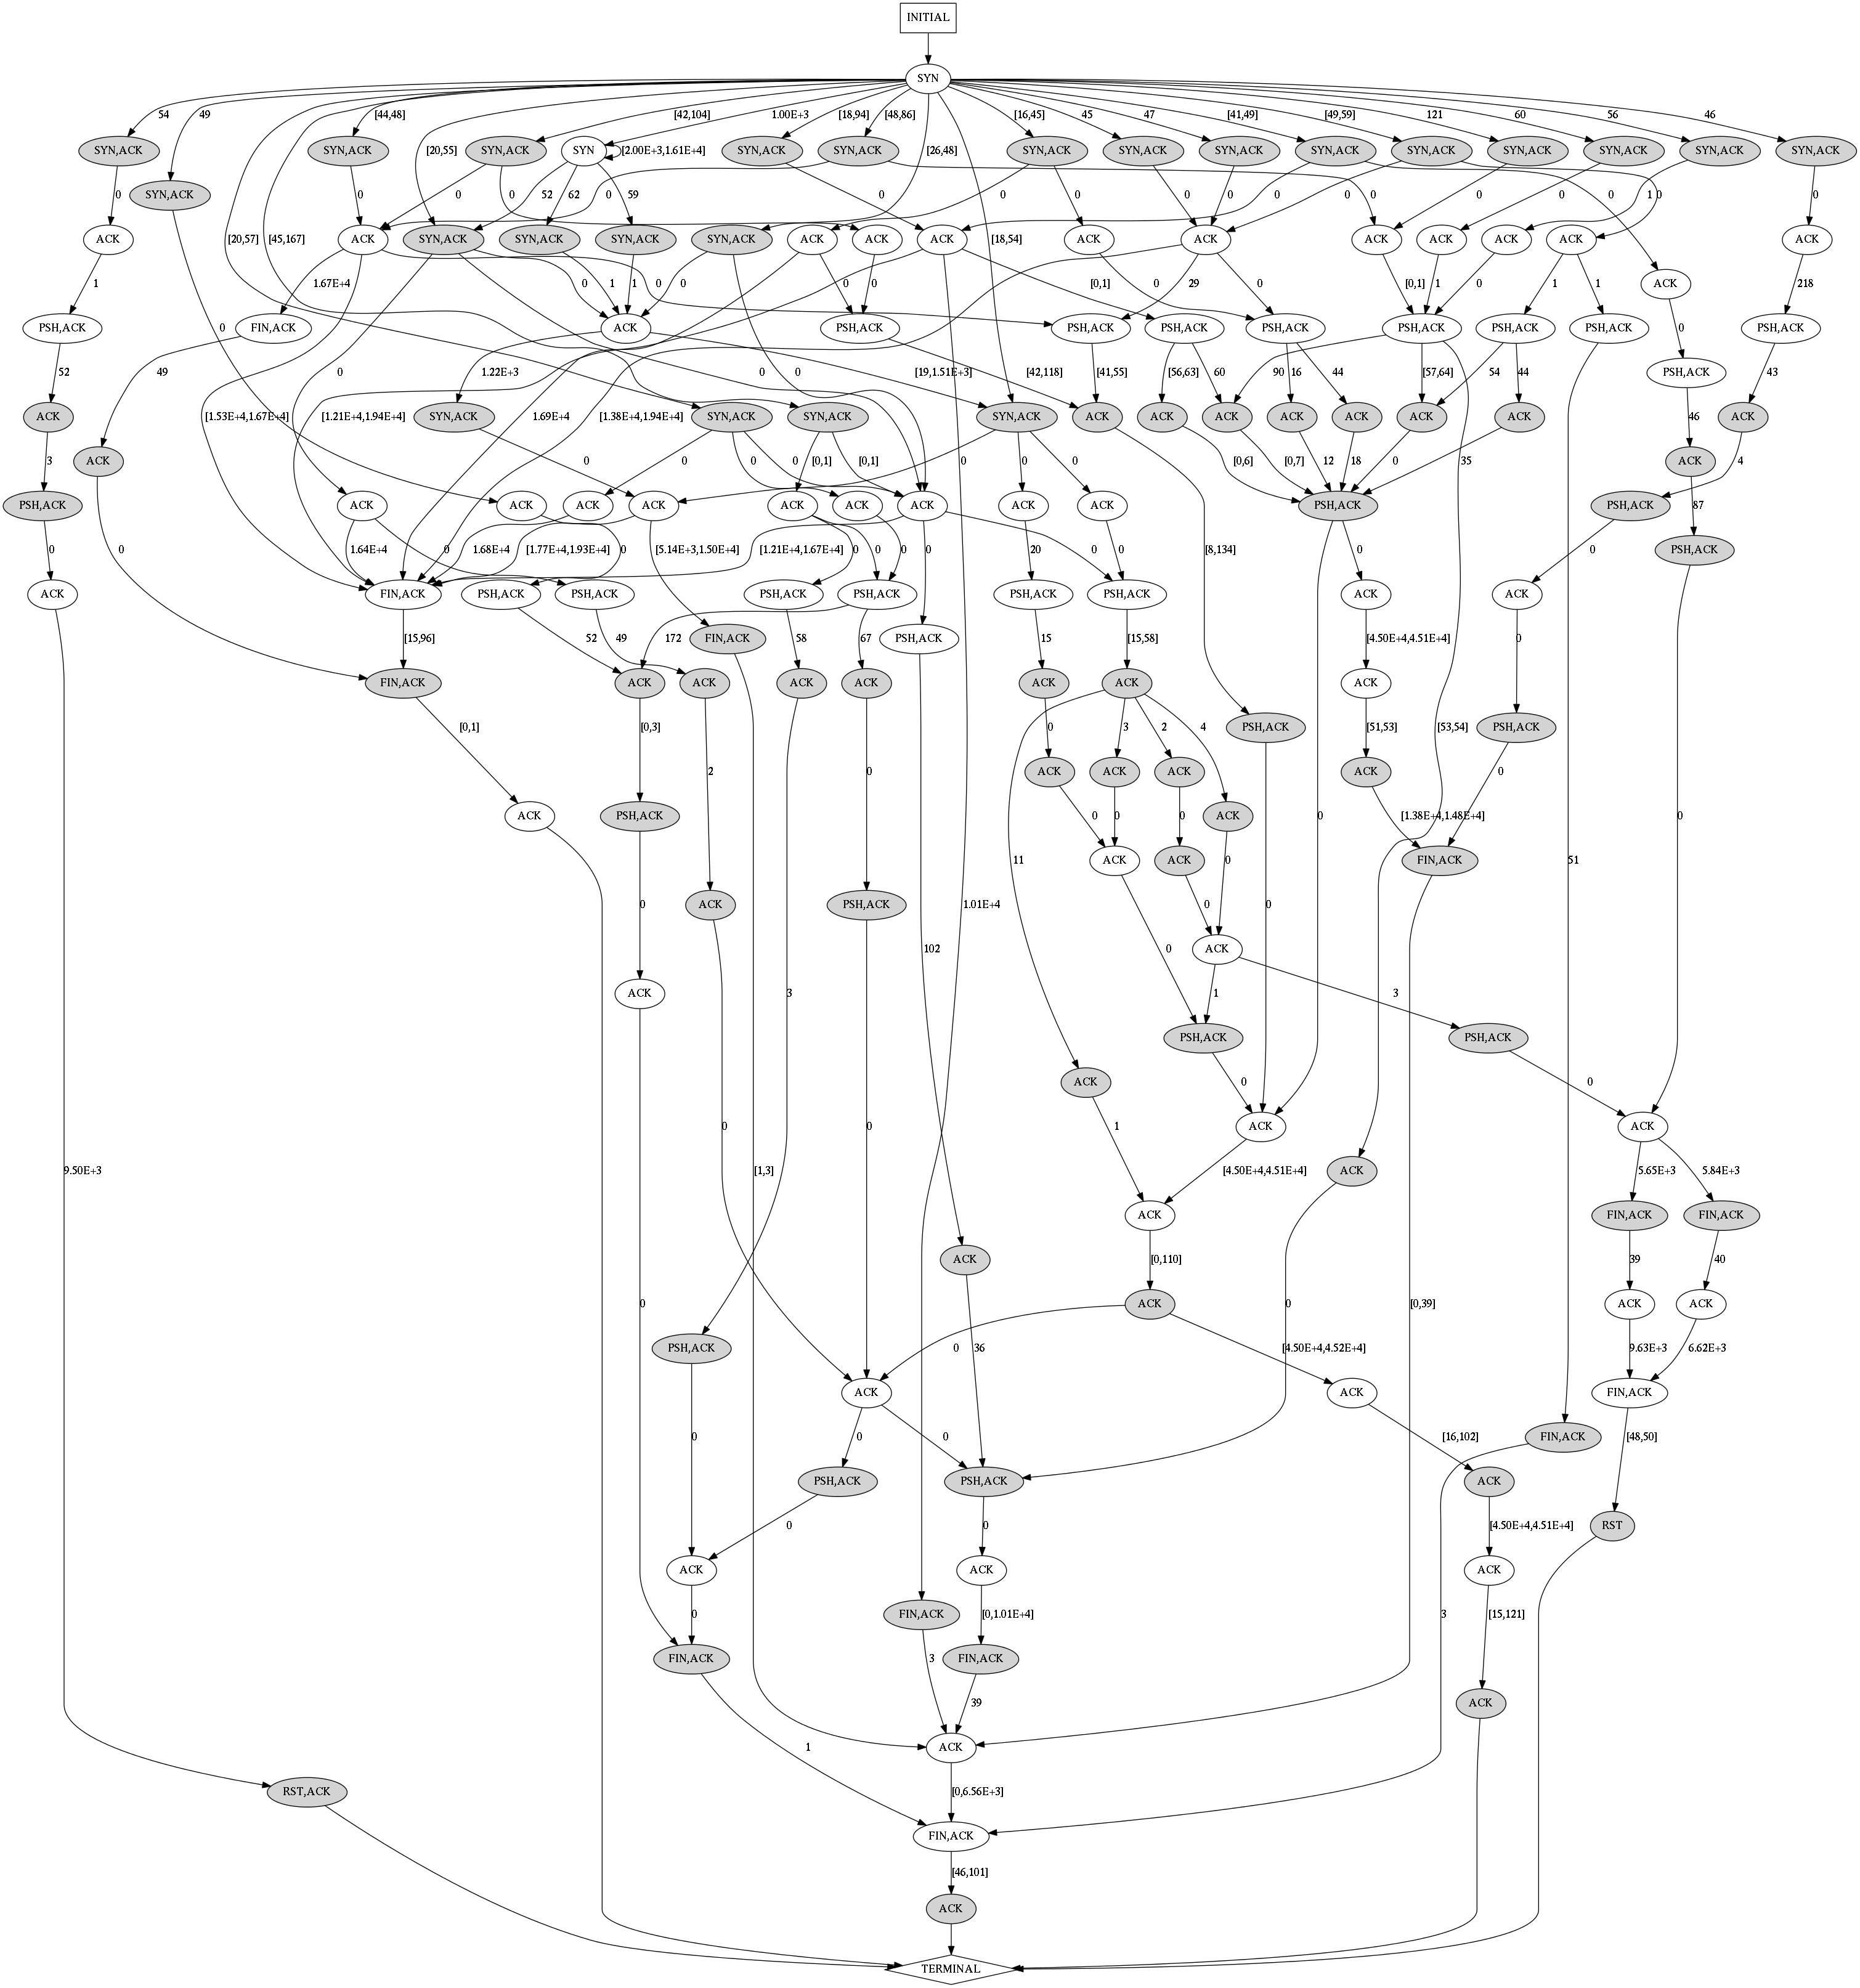 INITIAL
SYN
54
49
[44,48]
[42,104]
1.00E+3
[18,94]
[48,86]
[16,45]
45
47
[41,49]
[49,59]
121
60
56
46
SYN,ACK
SYN,ACK
SYN,ACK
SYN
[2.00E+3,1.61E+4]
SYN,ACK
SYN,ACK
SYN,ACK
SYN,ACK
SYN,ACK
SYN,ACK
SYN,ACK
SYN,ACK
SYN,ACK
SYN,ACK
SYN,ACK
[20,55]
[26,48]
SYN,ACK
0
0
0
0
52
62
59
0
0
0
0
0
0
0
0
0
0
1
0
0
ACK
[20,57]
[45,167]
ACK
SYN,ACK
SYN,ACK
SYN,ACK
SYN,ACK
ACK
ACK
ACK
[18,54]
ACK
ACK
ACK
ACK
ACK
ACK
ACK
1
1.67E+4
0
1
1
0
0
0
0
[0,1]
0
29
0
[0,1]
1
0
1
1
ACK
218
PSH,ACK
FIN,ACK
0
ACK
PSH,ACK
PSH,ACK
PSH,ACK
PSH,ACK
PSH,ACK
PSH,ACK
PSH,ACK
0
PSH,ACK
52
49
0
1.22E+3
0
0
[19,1.51E+3]
[42,118]
[41,55]
[56,63]
60
90
16
44
[57,64]
54
44
PSH,ACK
43
ACK
[1.53E+4,1.67E+4]
[1.21E+4,1.94E+4]
SYN,ACK
1.69E+4
[1.38E+4,1.94E+4]
SYN,ACK
SYN,ACK
SYN,ACK
ACK
ACK
ACK
ACK
ACK
ACK
ACK
46
ACK
3
ACK
0
0
0
0
[0,1]
[0,1]
0
0
0
[0,6]
[0,7]
12
18
0
35
ACK
4
PSH,ACK
ACK
ACK
ACK
ACK
ACK
ACK
ACK
ACK
ACK
PSH,ACK
PSH,ACK
87
0
0
1.64E+4
0
1.68E+4
[1.77E+4,1.93E+4]
0
[5.14E+3,1.50E+4]
[1.21E+4,1.67E+4]
0
0
0
0
0
20
0
[8,134]
0
0
PSH,ACK
ACK
FIN,ACK
PSH,ACK
PSH,ACK
PSH,ACK
PSH,ACK
PSH,ACK
PSH,ACK
ACK
ACK
[15,96]
52
49
FIN,ACK
172
58
67
PSH,ACK
15
[15,58]
[4.50E+4,4.51E+4]
0
FIN,ACK
ACK
ACK
ACK
ACK
ACK
ACK
ACK
[0,1]
[0,3]
0
11
3
2
4
PSH,ACK
[51,53]
[53,54]
PSH,ACK
2
0
ACK
ACK
ACK
ACK
0
ACK
PSH,ACK
0
0
0
ACK
0
[1.38E+4,1.48E+4]
0
ACK
ACK
0
FIN,ACK
51
0
ACK
PSH,ACK
1.01E+4
0
0
102
0
ACK
1
3
ACK
3
PSH,ACK
PSH,ACK
ACK
0
0
1
ACK
ACK
0
0
9.50E+3
[1,3]
[4.50E+4,4.51E+4]
ACK
5.65E+3
5.84E+3
ACK
FIN,ACK
FIN,ACK
ACK
[0,110]
39
40
0
ACK
0
[0,39]
ACK
ACK
PSH,ACK
0
36
[4.50E+4,4.52E+4]
9.63E+3
6.62E+3
ACK
ACK
FIN,ACK
0
0
0
[16,102]
FIN,ACK
[48,50]
PSH,ACK
PSH,ACK
ACK
0
0
[4.50E+4,4.51E+4]
RST
ACK
ACK
ACK
0
FIN,ACK
[0,1.01E+4]
[15,121]
3
FIN,ACK
3
FIN,ACK
39
ACK
1
ACK
RST,ACK
[0,6.56E+3]
FIN,ACK
[46,101]
ACK
TERMINAL